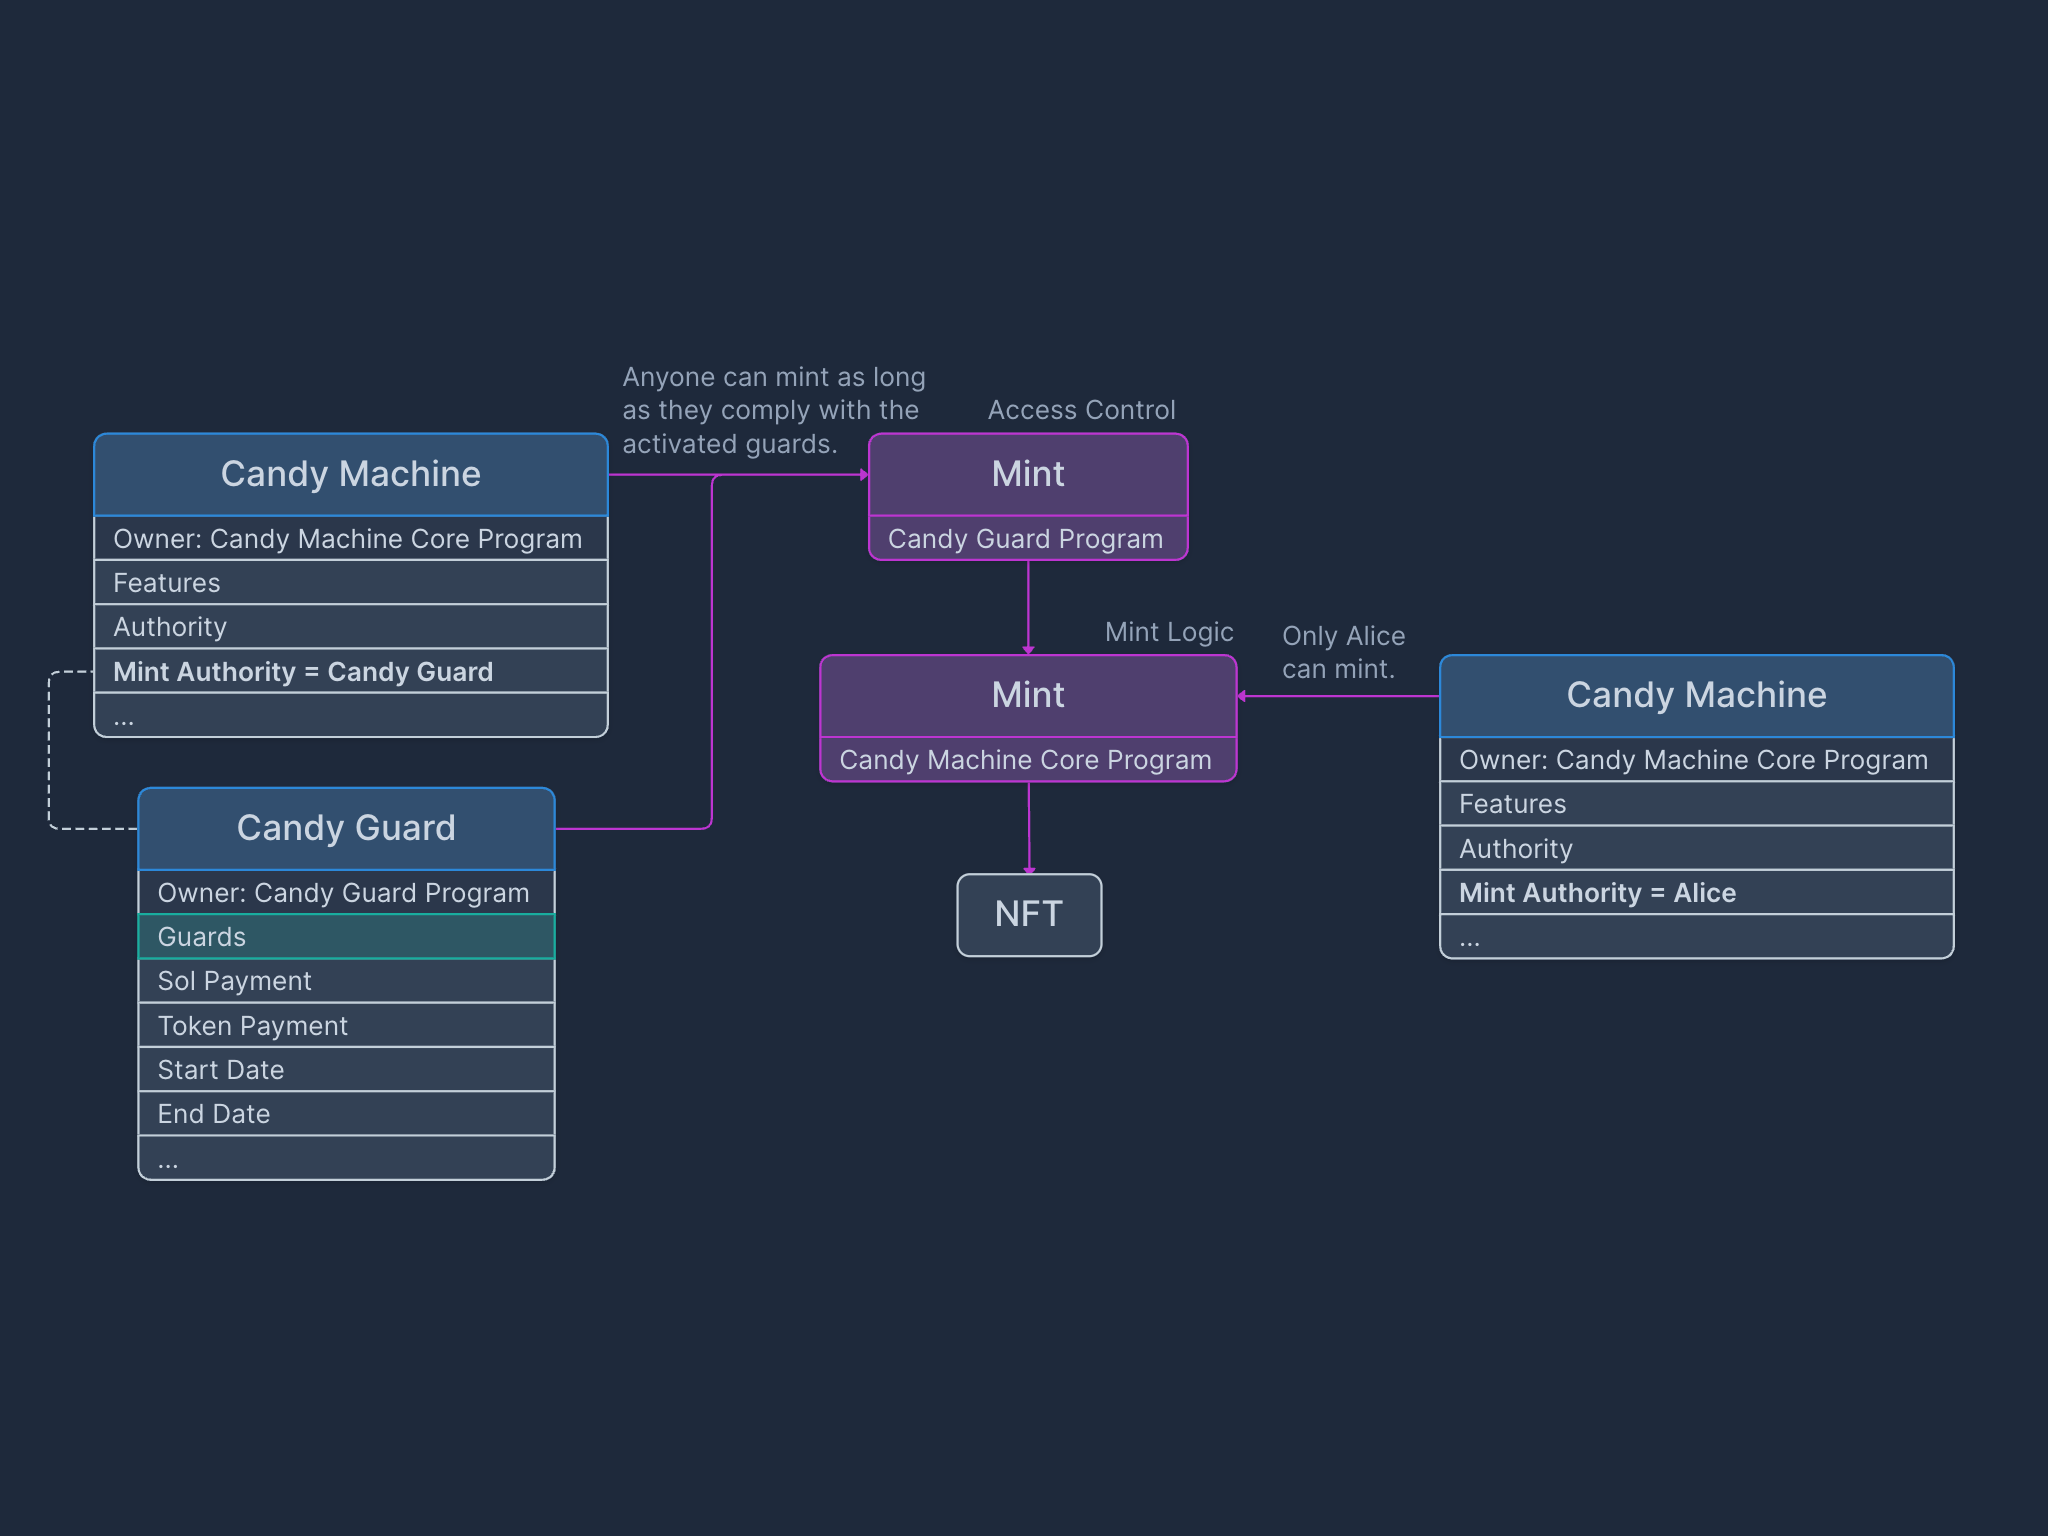 Anyone can mint as long
as they comply with the
activated guards.
Access Control
Candy Machine
Owner: Candy Machine Core Program
Features
Authority
Mint Authority = Candy Guard
...
Mint
Candy Guard Program
Mint Logic
Mint
Candy Machine Core Program
Only Alice
can mint.
Candy Machine
Owner: Candy Machine Core Program
Features
Authority
Mint Authority = Alice
...
Candy Guard
Owner: Candy Guard Program
Guards
Sol Payment
Token Payment
Start Date
End Date
...
NFT